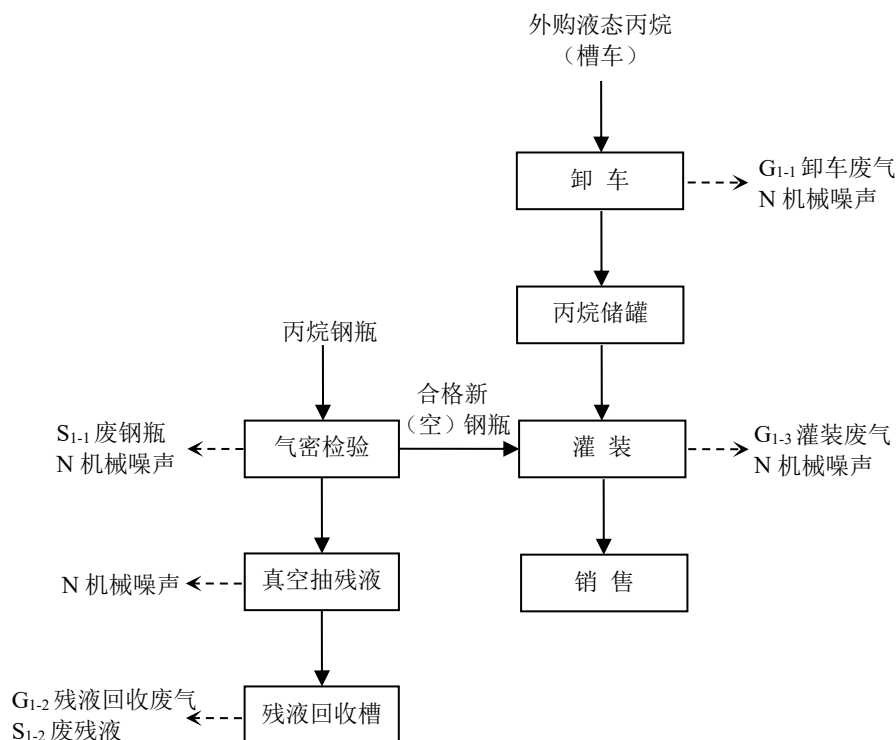 外购液态丙烷
（槽车）
卸 车
G1-1 卸车废气
N 机械噪声
丙烷储罐
丙烷钢瓶
合格新
（空）钢瓶
S1-1 废钢瓶
N 机械噪声
气密检验
灌 装
G1-3 灌装废气
N 机械噪声
N 机械噪声
真空抽残液
销 售
G1-2 残液回收废气
S1-2 废残液
残液回收槽